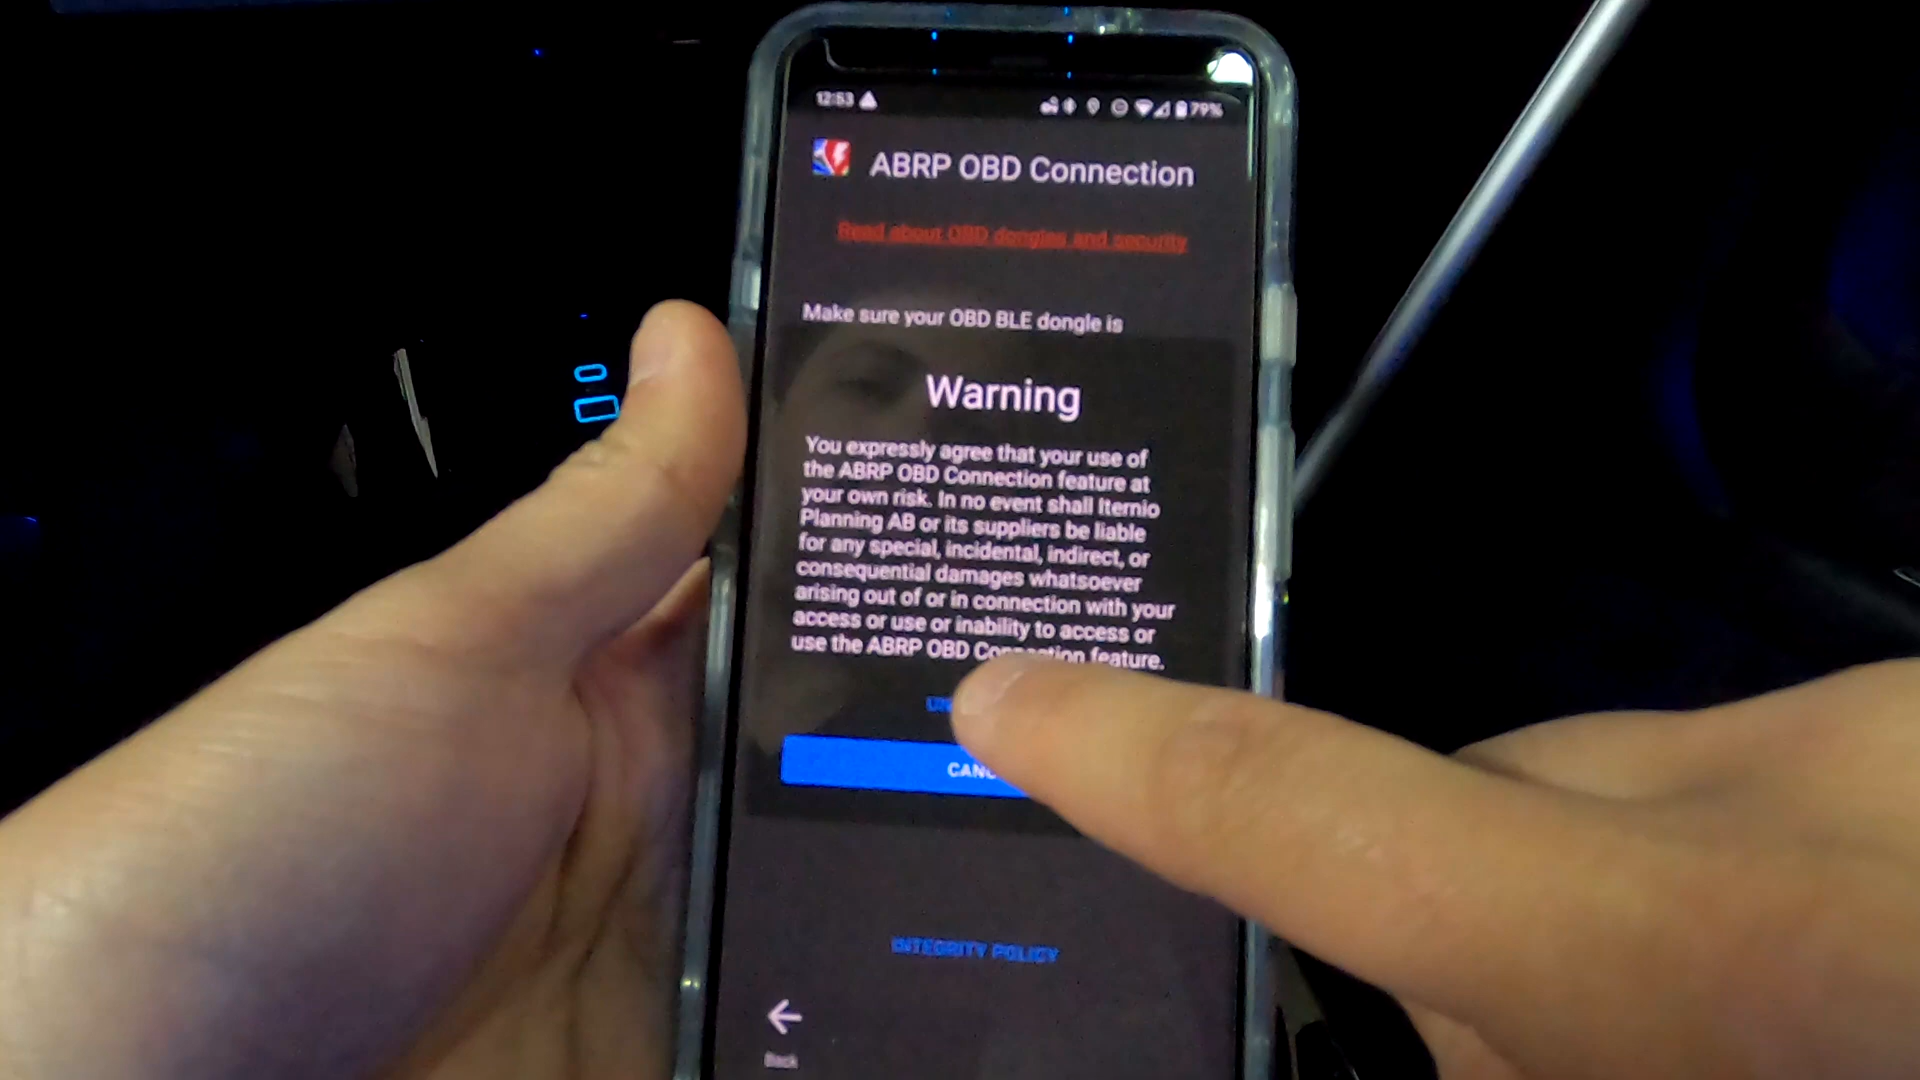 12:53
79%
ABRP OBD Connection
Read about OBD dongles and security
Make sure your OBD BLE dongle is
Warning
You expressly agree that your use of
the ABRP OBD Connection feature at
your own risk. In no event shall Iternio
Planning AB or its suppliers be liable
for any special, incidental, indirect, or
consequential damages whatsoever
arising out of or in connection with your
access or use or inability to access or
use the ABRP OBD Connection feature.
INTEGRITY POLICY
Back